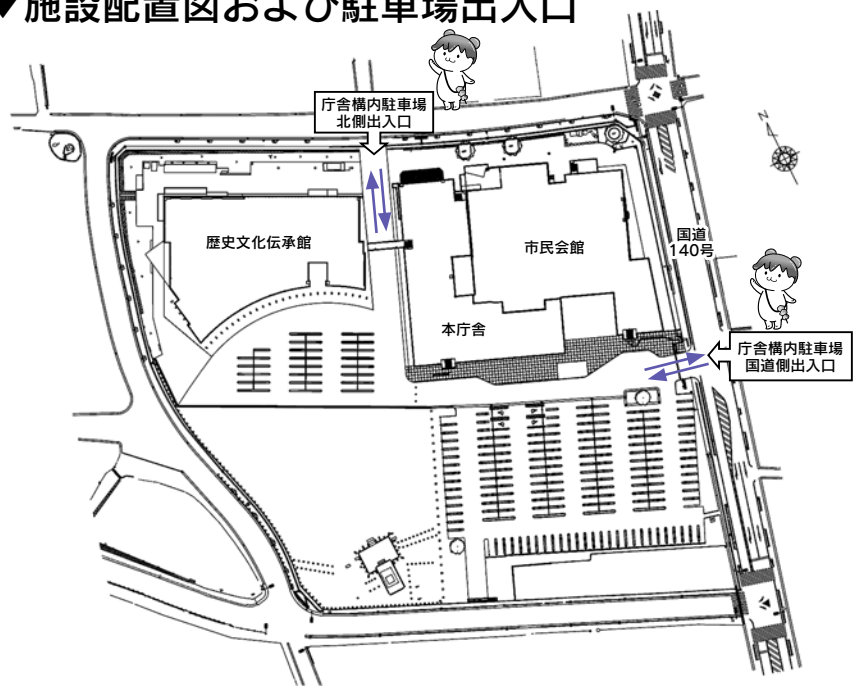 ▼施設配置図および駐車場出入口
庁舎構内駐車場
北側出入口
N
歴史文化伝承館
市民会館
国道
140号
本庁舎
庁舎構内駐車場
国道側出入口